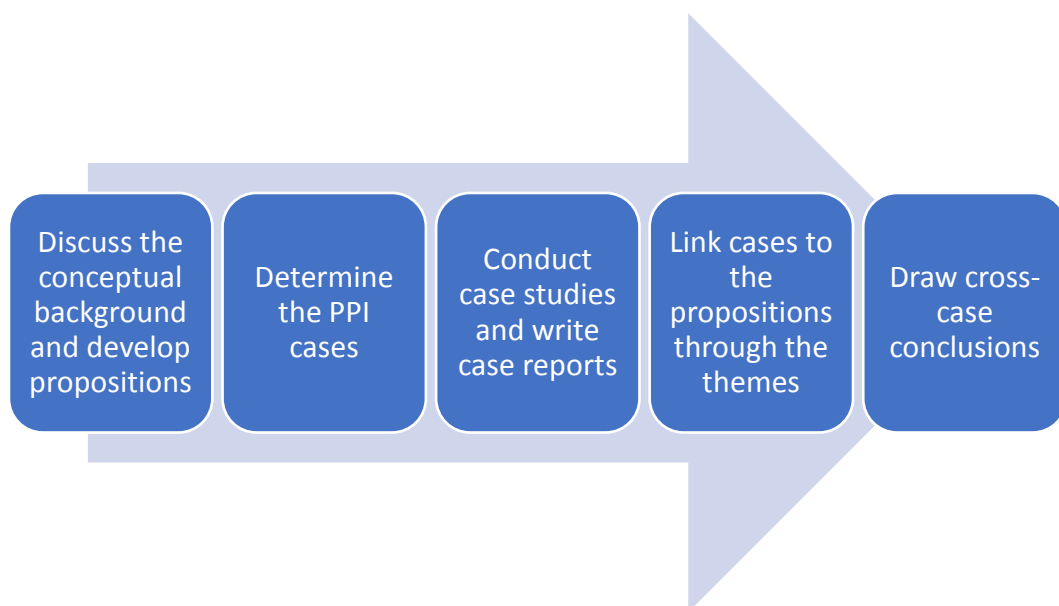 Discuss the
conceptual
background
and develop
propositions
Determine
the PPI
cases
Conduct
case studies
and write
case reports
Link cases to
the
propositions
through the
themes
Draw cross-
case
conclusions